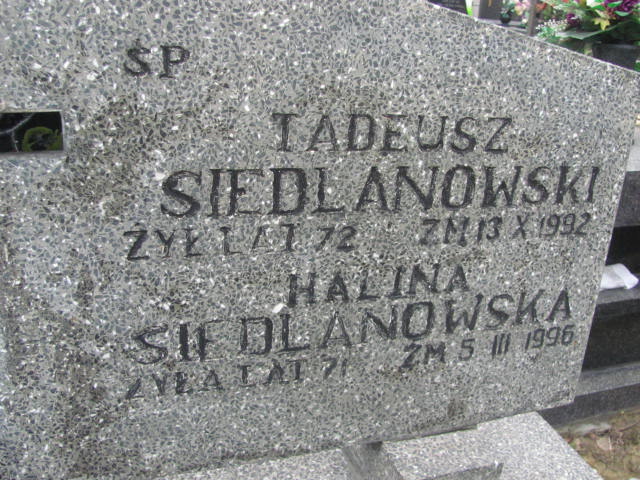 SP
TADEUSZ
SIEDLANOWSKI
ŻYŁ LAT 72 ZM 13 X 1992
HALINA
SIEDLANOWSKA
ŻYŁA LAT 71 ZM 5 III 1996